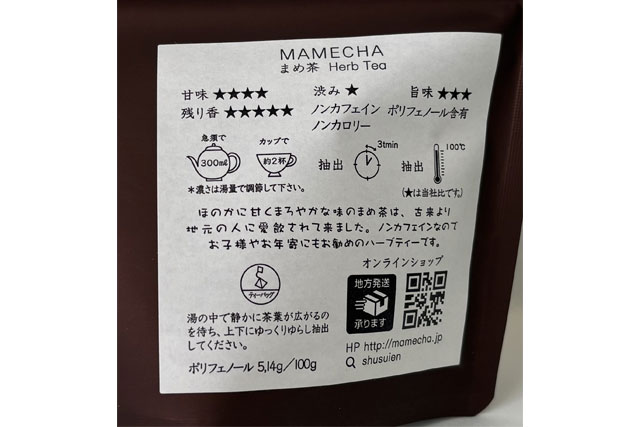 MAMECHA
まめ茶 Herb Tea
甘味 ★★★★ 渋み ★ 旨味 ★★★
残り香 ★★★★★ ノンカフェイン ポリフェノール含有
ノンカロリー
急須で カップで
300ml 約2杯 抽出 3tmin 抽出 100℃
*濃さは湯量で調節して下さい。 (★は当社比です。)
ほのかに甘くまろやかな味のまめ茶は、古来より
地元の人に愛飲されて来ました。ノンカフェインなので
お子様やお年寄にもお勧めのハーブティーです。
オンラインショップ
ティーバッグ
地方発送
承ります
湯の中で静かに茶葉が広がるの
を待ち、上下にゆっくりゆらし抽出
してください。
HP http://mamecha.jp
shusuien
ポリフェノール 5,14g/100g